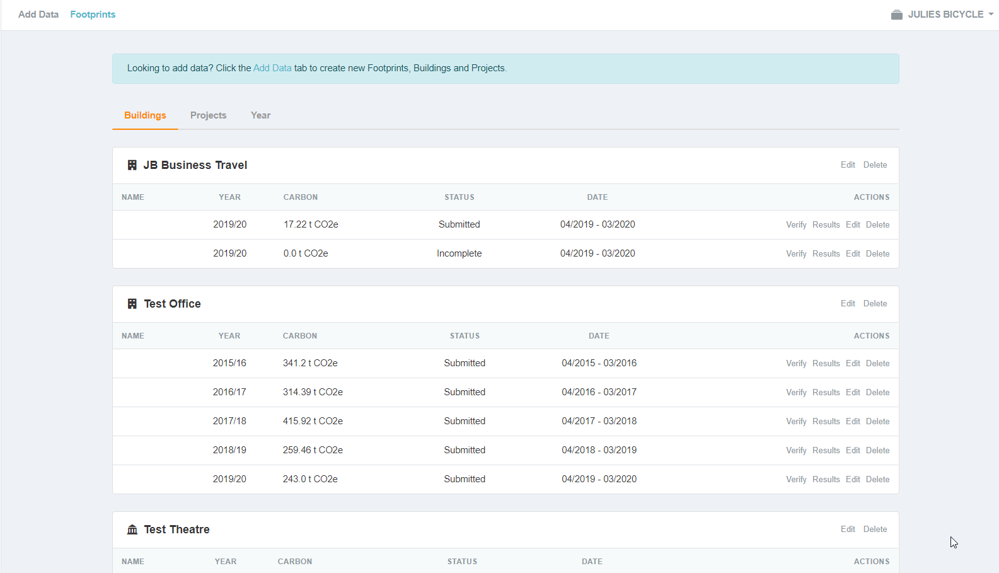 Add Data Footprints JULIES BICYCLE
Looking to add data? Click the Add Data tab to create new Footprints, Buildings and Projects.
Buildings Projects Year
JB Business Travel Edit Delete
NAME YEAR CARBON STATUS DATE ACTIONS
2019/20 17.22 t CO2e Submitted 04/2019 - 03/2020 Verify Results Edit Delete
2019/20 0.0 t CO2e Incomplete 04/2019 - 03/2020 Verify Results Edit Delete
Test Office Edit Delete
NAME YEAR CARBON STATUS DATE ACTIONS
2015/16 341.2 t CO2e Submitted 04/2015 - 03/2016 Verify Results Edit Delete
2016/17 314.39 t CO2e Submitted 04/2016 - 03/2017 Verify Results Edit Delete
2017/18 415.92 t CO2e Submitted 04/2017 - 03/2018 Verify Results Edit Delete
2018/19 259.46 t CO2e Submitted 04/2018 - 03/2019 Verify Results Edit Delete
2019/20 243.0 t CO2e Submitted 04/2019 - 03/2020 Verify Results Edit Delete
Test Theatre Edit Delete
NAME YEAR CARBON STATUS DATE ACTIONS